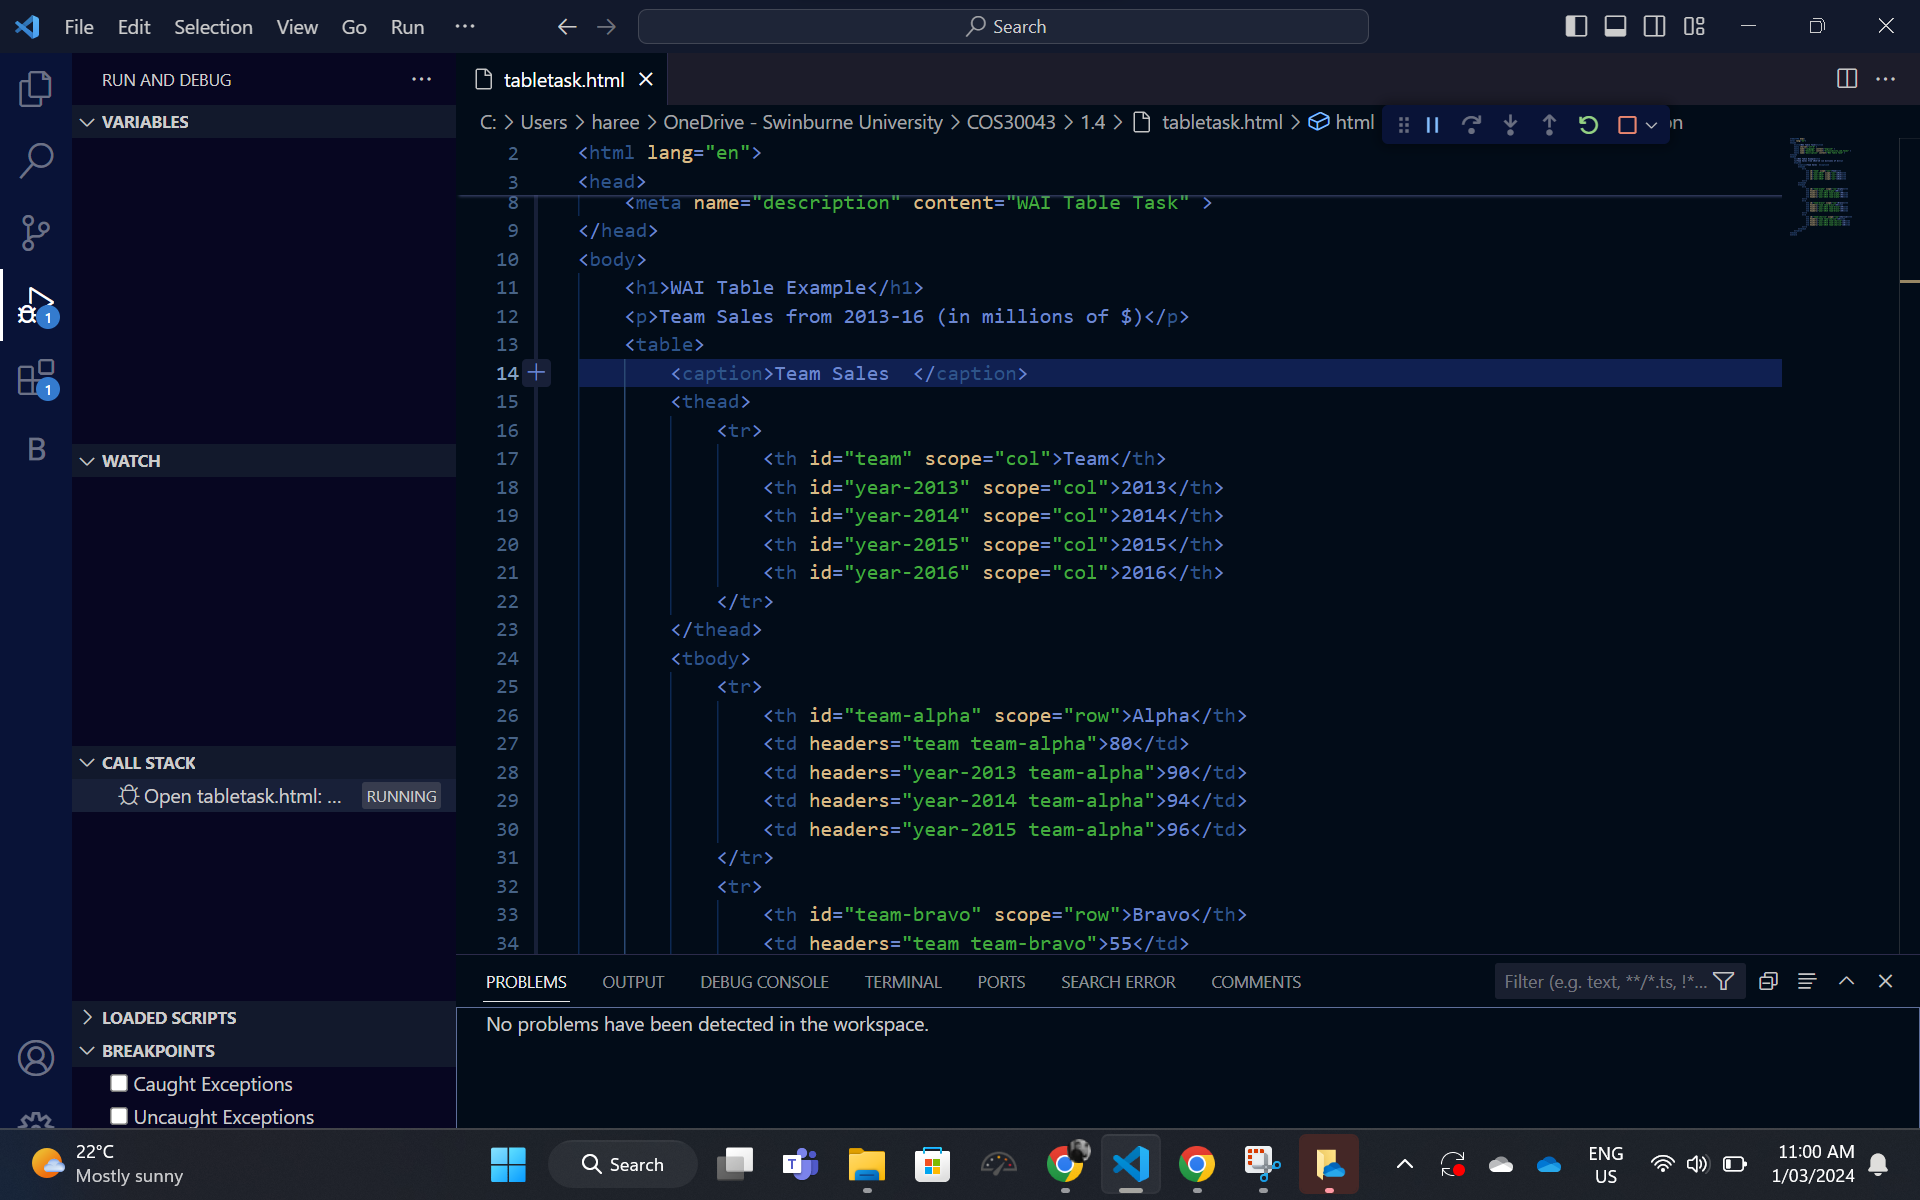 File Edit Selection View Go Run ··· Search
RUN AND DEBUG ···
VARIABLES
WATCH
CALL STACK
Open tabletask.html: ... RUNNING
LOADED SCRIPTS
BREAKPOINTS
Caught Exceptions
Uncaught Exceptions
1
1
B
tabletask.html
C: > Users > haree > OneDrive - Swinburne University > COS30043 > 1.4 > tabletask.html > html on
2 <html lang="en">
3 <head>
8 <meta name="description" content="WAI Table Task" >
9 </head>
10 <body>
11 <h1>WAI Table Example</h1>
12 <p>Team Sales from 2013-16 (in millions of $)</p>
13 <table>
14 <caption>Team Sales  </caption>
15 <thead>
16 <tr>
17 <th id="team" scope="col">Team</th>
18 <th id="year-2013" scope="col">2013</th>
19 <th id="year-2014" scope="col">2014</th>
20 <th id="year-2015" scope="col">2015</th>
21 <th id="year-2016" scope="col">2016</th>
22 </tr>
23 </thead>
24 <tbody>
25 <tr>
26 <th id="team-alpha" scope="row">Alpha</th>
27 <td headers="team team-alpha">80</td>
28 <td headers="year-2013 team-alpha">90</td>
29 <td headers="year-2014 team-alpha">94</td>
30 <td headers="year-2015 team-alpha">96</td>
31 </tr>
32 <tr>
33 <th id="team-bravo" scope="row">Bravo</th>
34 <td headers="team team-bravo">55</td>
PROBLEMS OUTPUT DEBUG CONSOLE TERMINAL PORTS SEARCH ERROR COMMENTS Filter (e.g. text, **/*.ts, !*...
No problems have been detected in the workspace.
22°C
Mostly sunny
Search
ENG
US
11:00 AM
1/03/2024